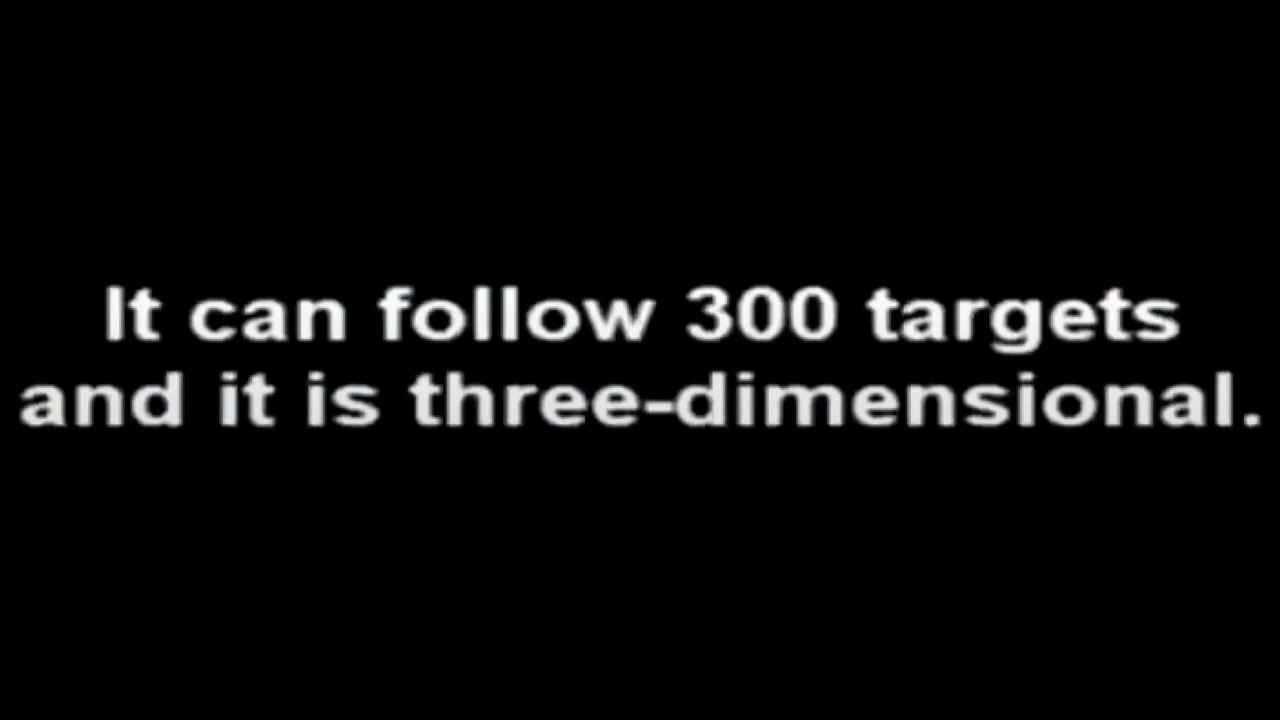 It can follow 300 targets
and it is three-dimensional.